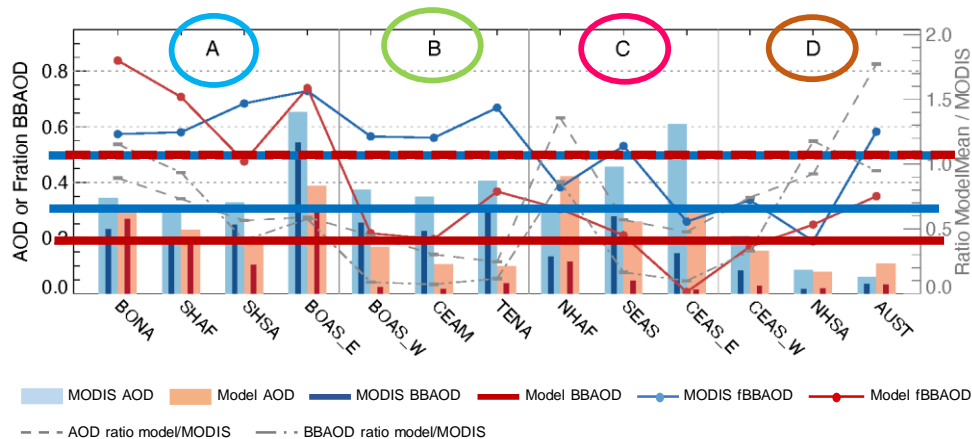 A B C D
2.0
0.8
1.5
0.6
1.0
0.4
0.5
0.2
0.0
0.0
AOD or Fration BBAOD
Ratio ModelMean / MODIS
BONA SHAF SHSA BOAS_E BOAS_W CEAM TENA NHAF SEAS CEAS_E CEAS_W NHSA AUST
MODIS AOD Model AOD MODIS BBAOD Model BBAOD MODIS fBBAOD Model fBBAOD
AOD ratio model/MODIS BBAOD ratio model/MODIS